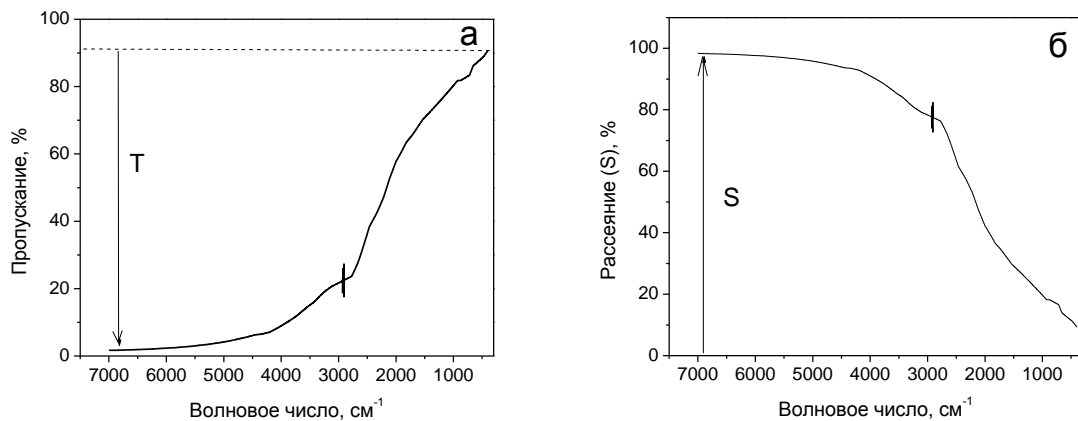 а
100
80
60
40
20
0
Пропускание, %
T
7000 6000 5000 4000 3000 2000 1000
Волновое число, см⁻¹
б
100
80
60
40
20
0
Рассеяние (S), %
S
7000 6000 5000 4000 3000 2000 1000
Волновое число, см⁻¹